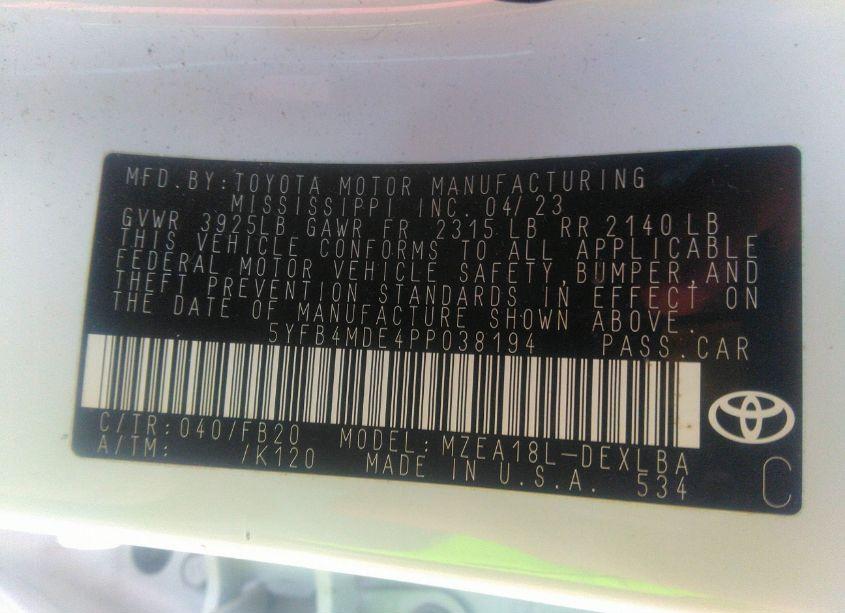 MFD.BY:TOYOTA MOTOR MANUFACTURING
MISSISSIPPI INC. 04/23
GVWR 3925LB GAWR FR 2315LB RR 2140LB
THIS VEHICLE CONFORMS TO ALL APPLICABLE
FEDERAL MOTOR VEHICLE SAFETY,BUMPER,AND
THEFT PREVENTION STANDARDS IN EFFECT ON
THE DATE OF MANUFACTURE SHOWN ABOVE.
5YFB4MDE4PP038194 PASS.CAR
C/TR:040/FB20 MODEL:MZEA18L-DEXLBA
A/TM: /K120 MADE IN U.S.A. 534
C